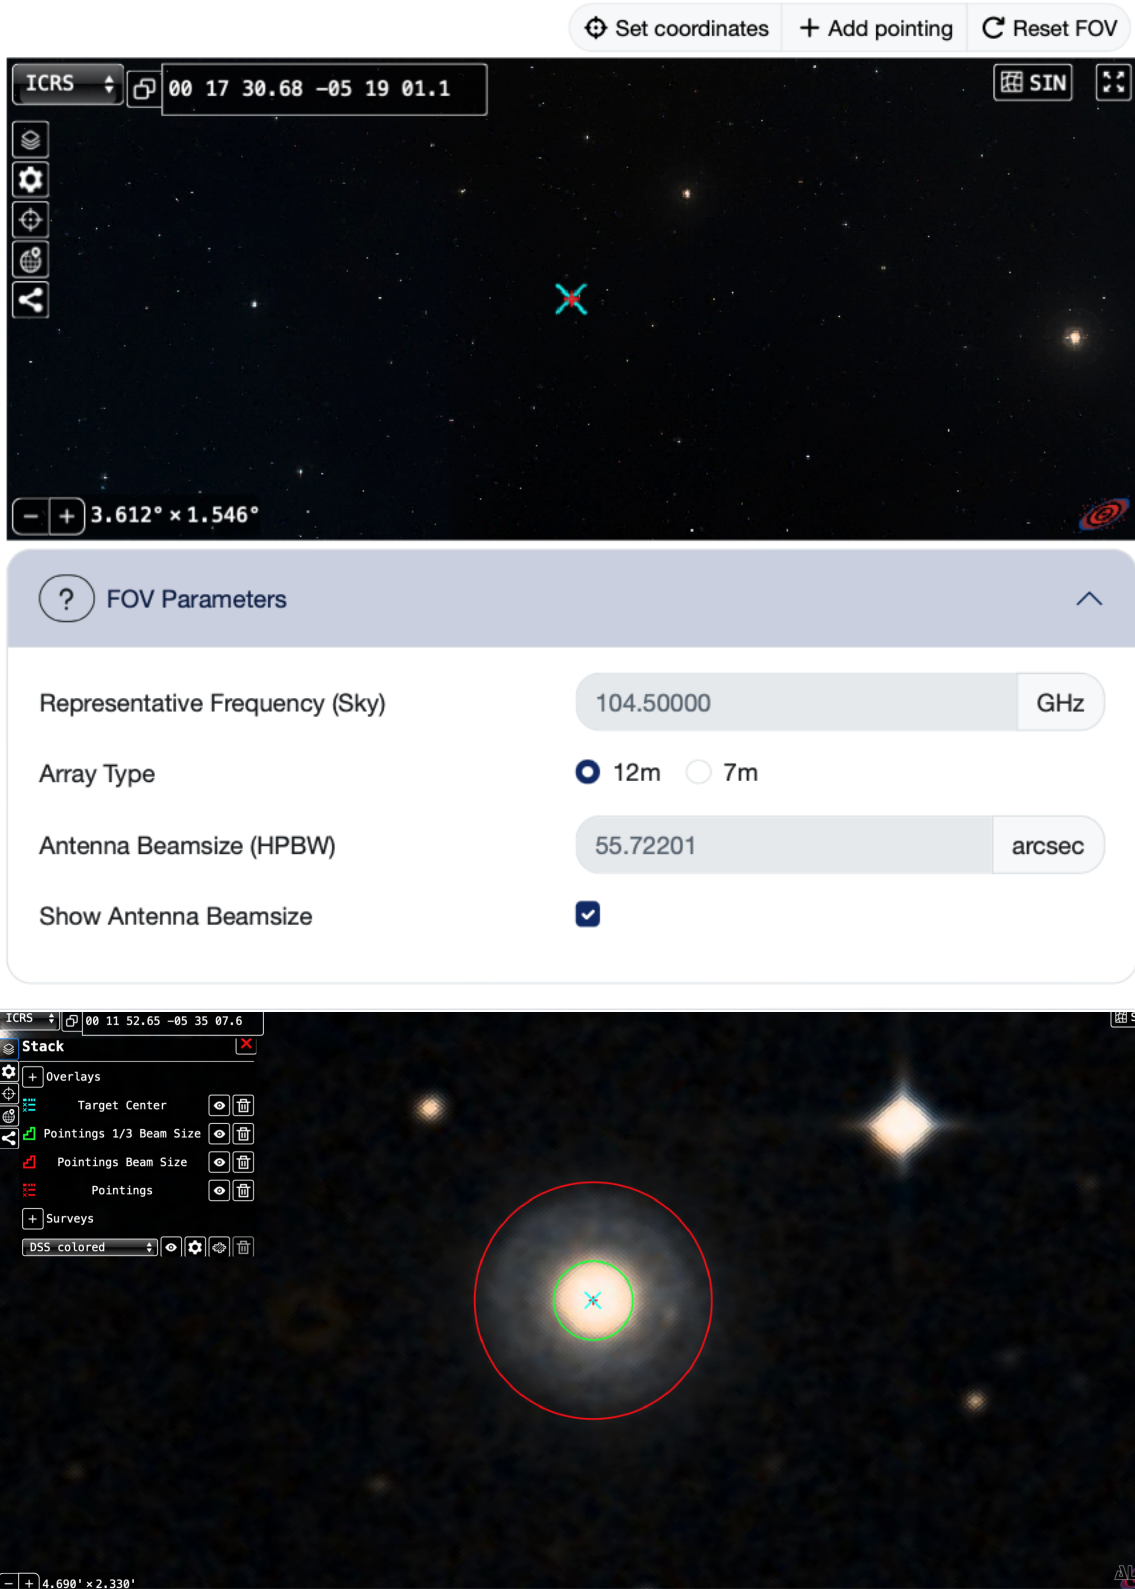 Set coordinates + Add pointing Reset FOV
ICRS 00 17 30.68 −05 19 01.1 SIN
− + 3.612° × 1.546°
? FOV Parameters
Representative Frequency (Sky) 104.50000 GHz
Array Type 12m 7m
Antenna Beamsize (HPBW) 55.72201 arcsec
Show Antenna Beamsize
ICRS 00 11 52.65 −05 35 07.6
Stack
+ Overlays
Target Center
Pointings 1/3 Beam Size
Pointings Beam Size
Pointings
+ Surveys
DSS colored
− + 4.690' × 2.330'